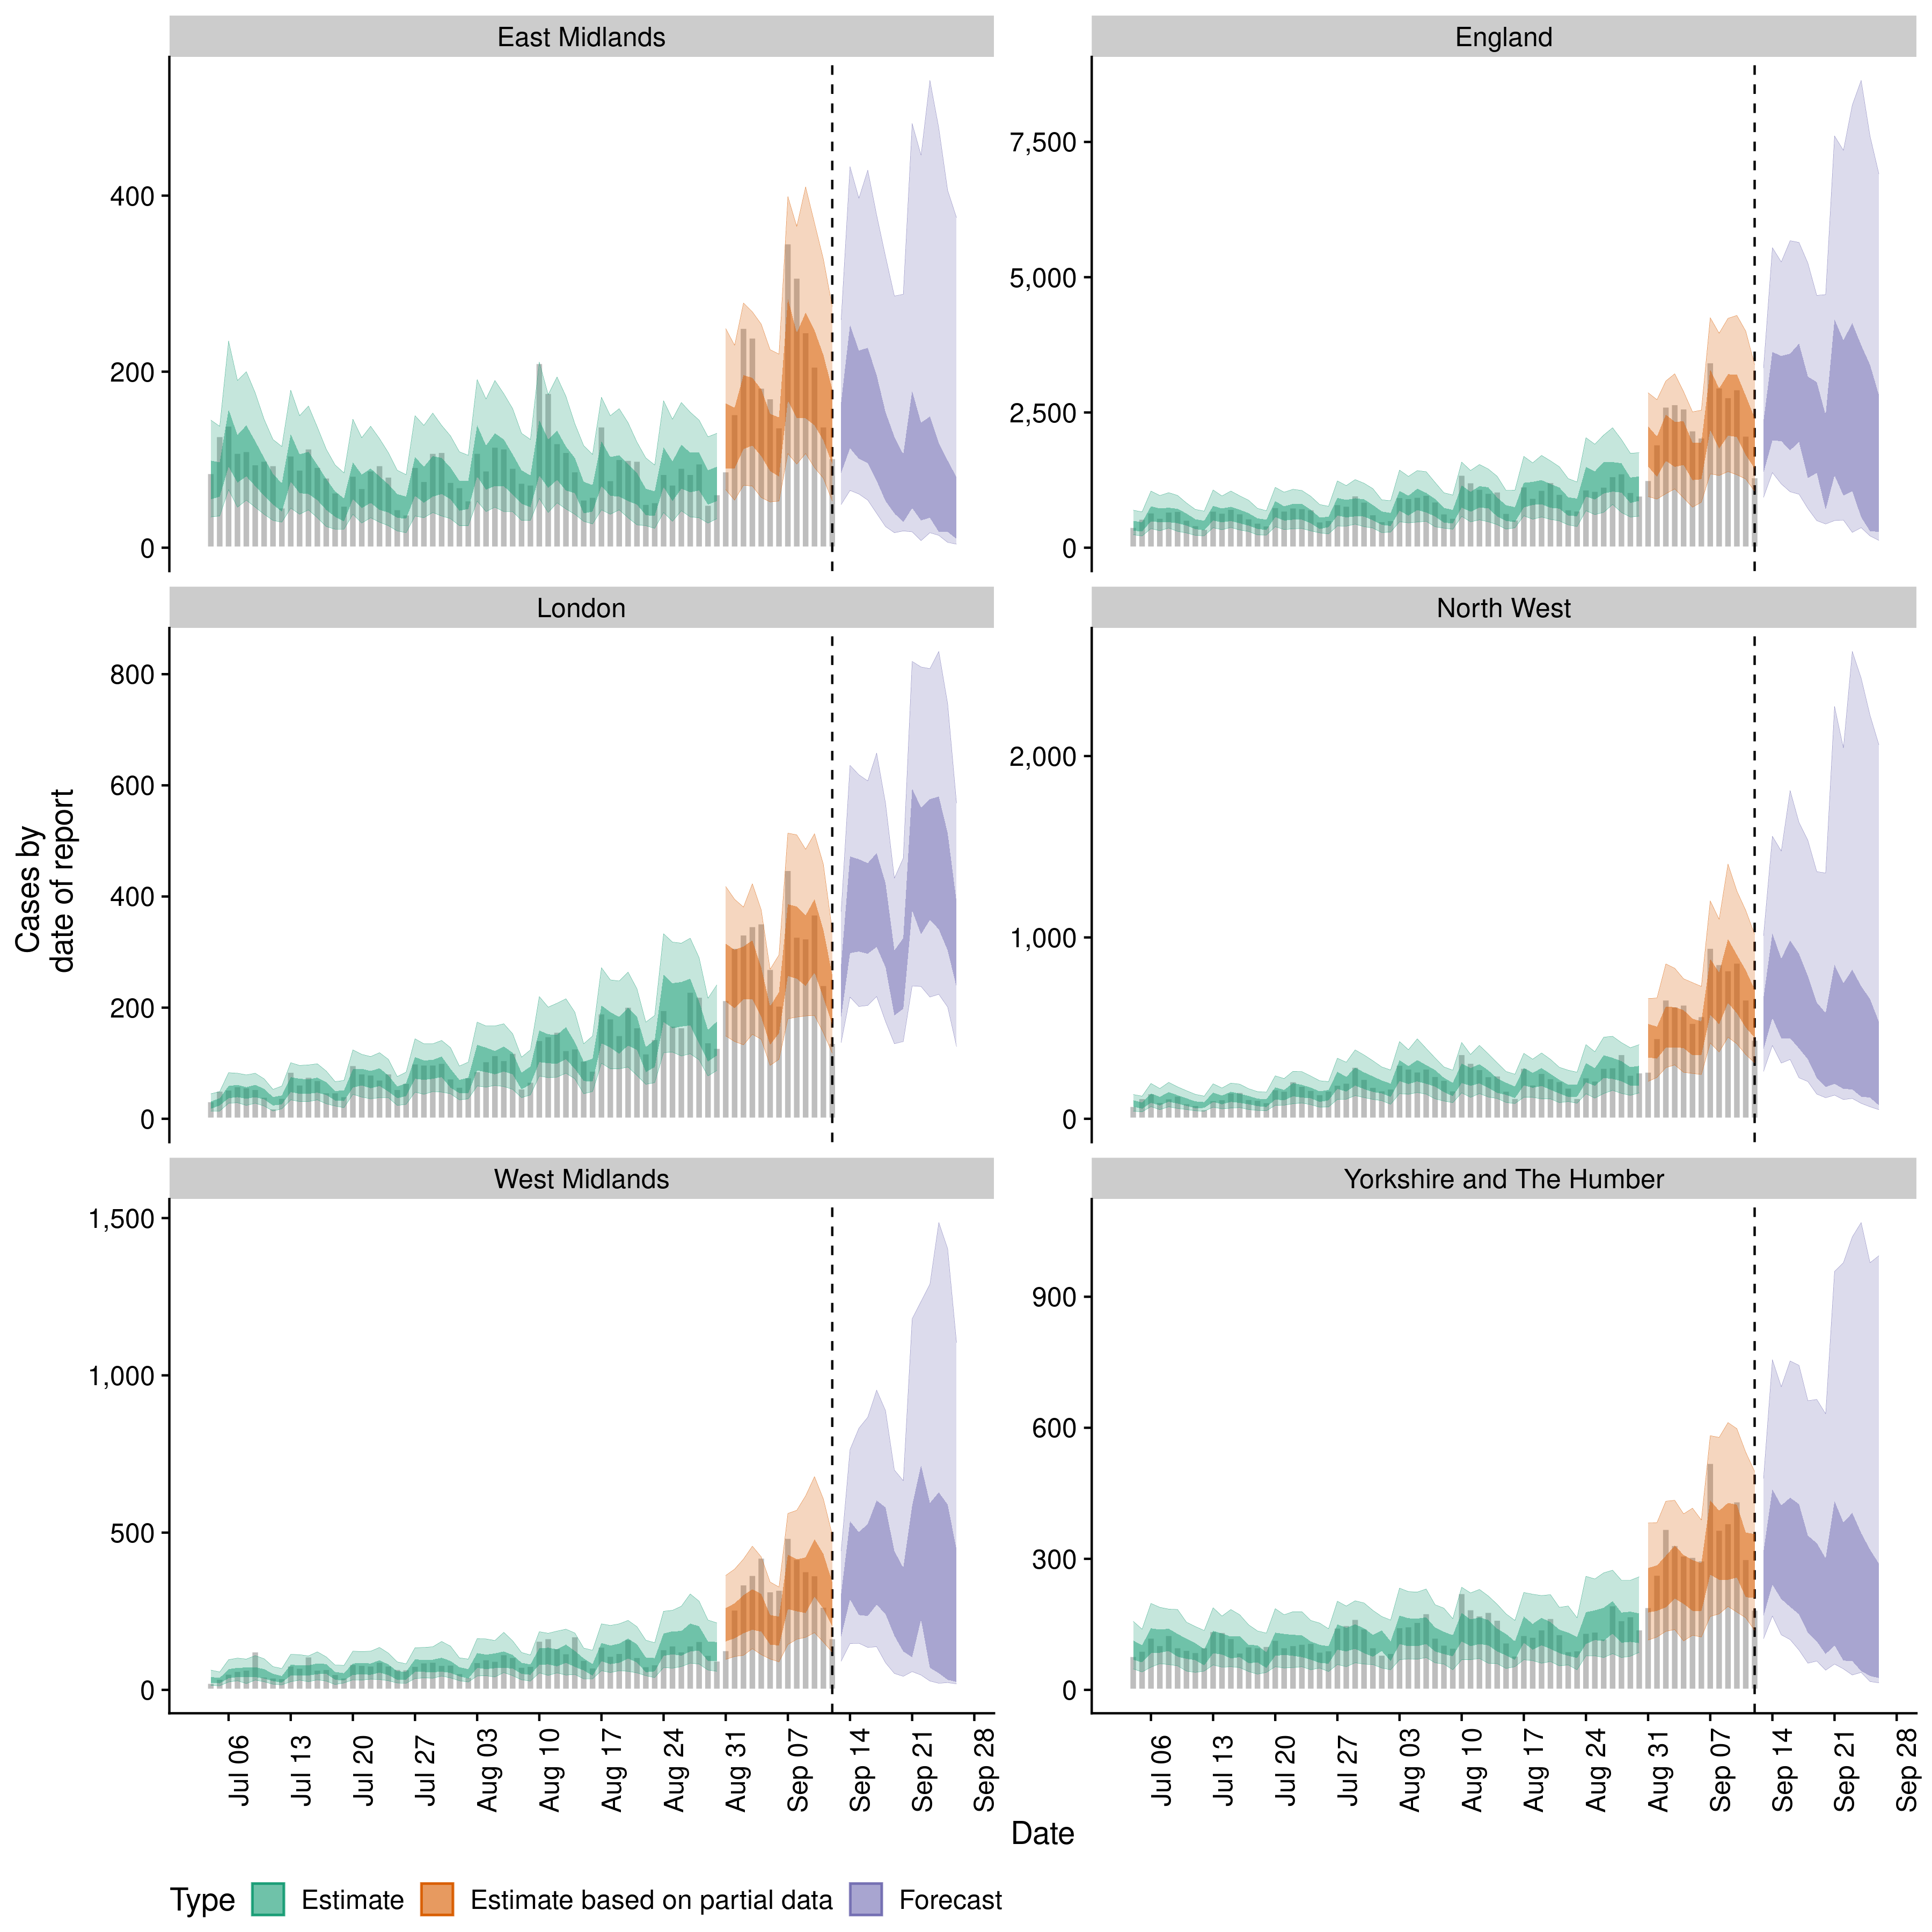 East Midlands
England
400
200
0
7,500
5,000
2,500
0
London
North West
800
600
400
200
0
2,000
1,000
0
Cases by
date of report
West Midlands
Yorkshire and The Humber
1,500
1,000
500
0
900
600
300
0
Jul 06
Jul 13
Jul 20
Jul 27
Aug 03
Aug 10
Aug 17
Aug 24
Aug 31
Sep 07
Sep 14
Sep 21
Sep 28
Jul 06
Jul 13
Jul 20
Jul 27
Aug 03
Aug 10
Aug 17
Aug 24
Aug 31
Sep 07
Sep 14
Sep 21
Sep 28
Date
Type Estimate Estimate based on partial data Forecast